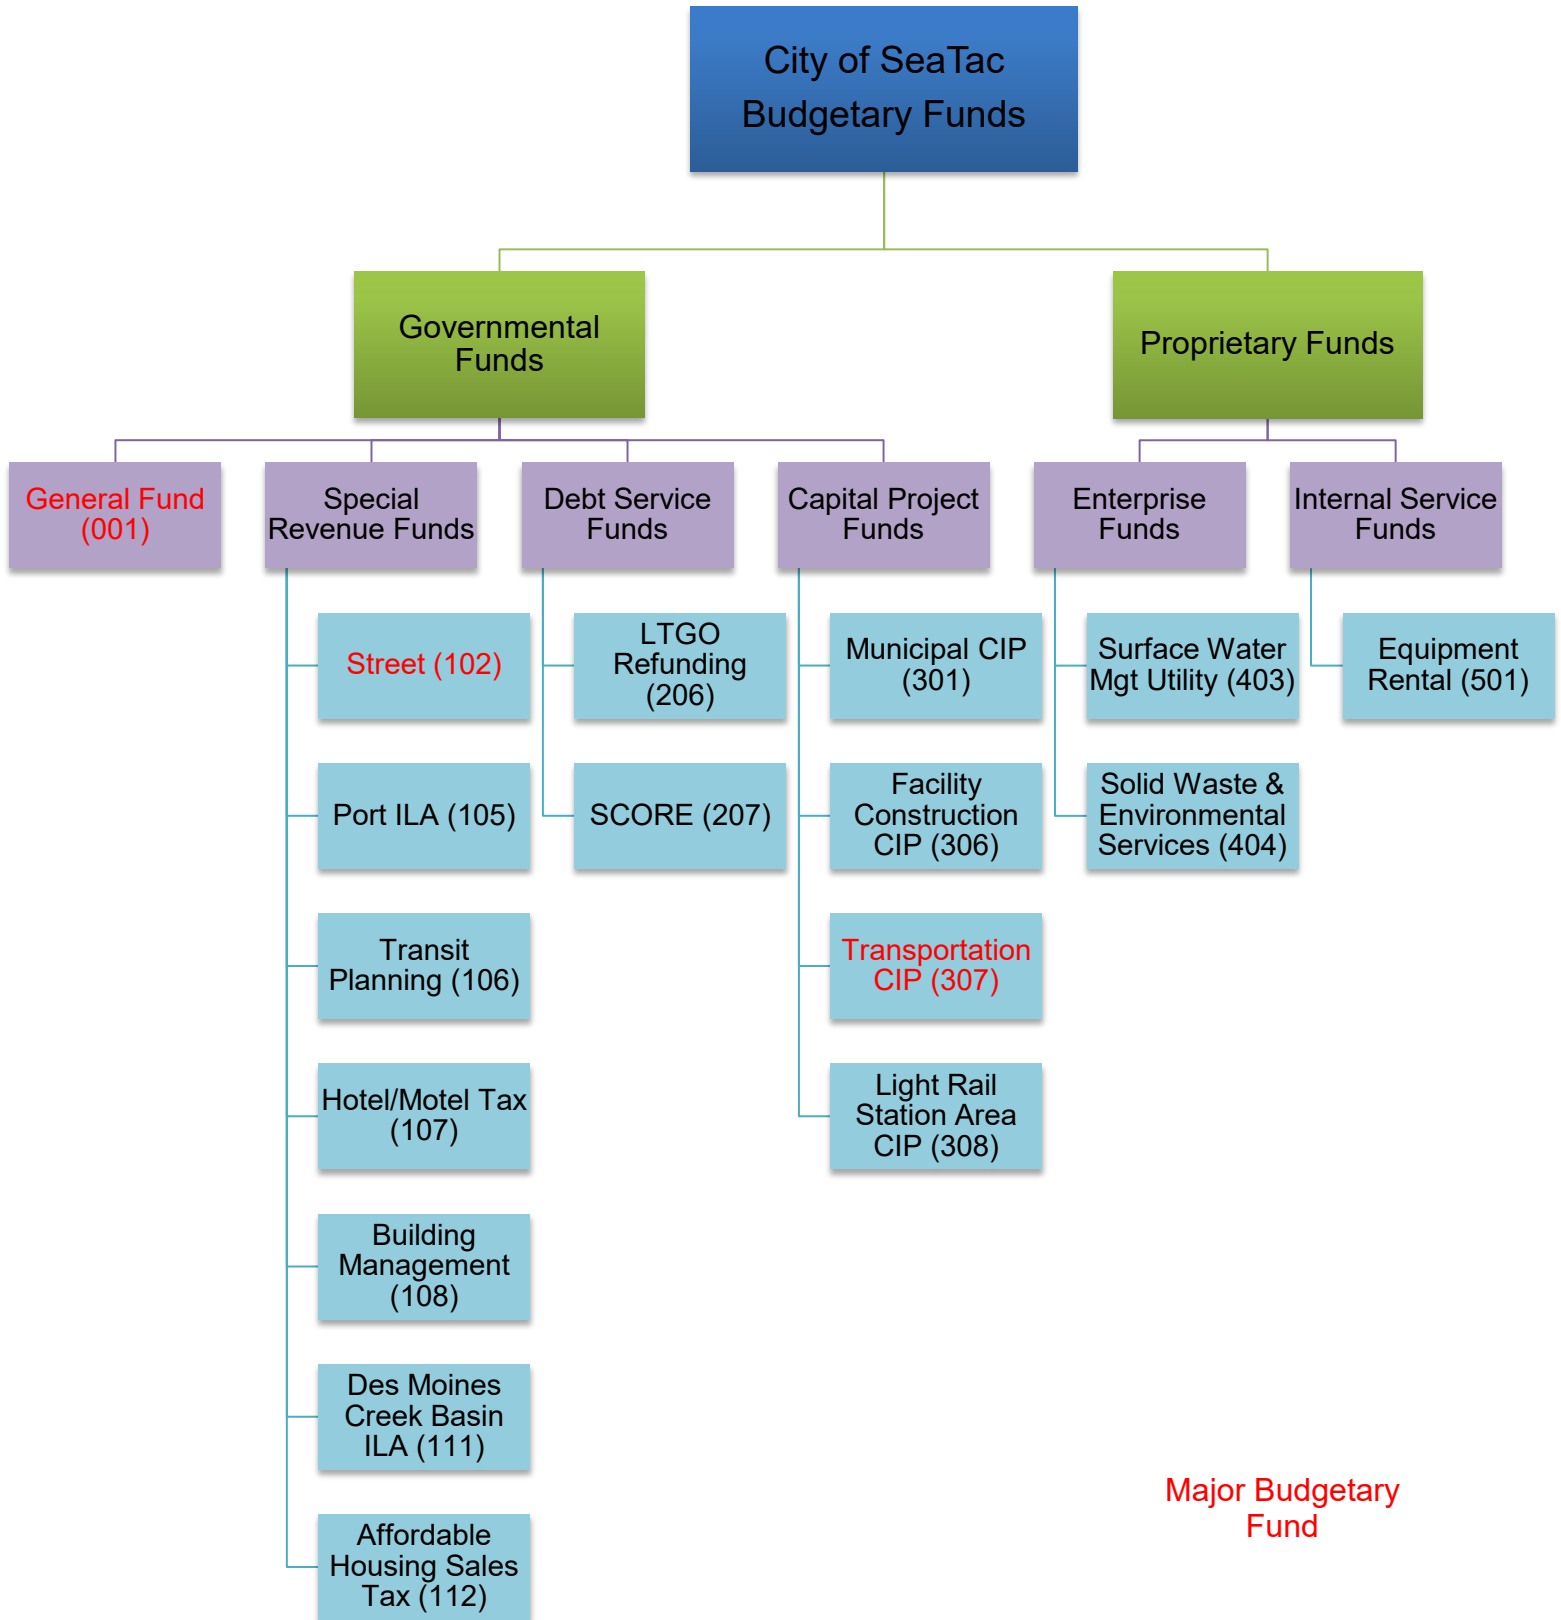 City of SeaTac
Budgetary Funds
Governmental
Funds
Proprietary Funds
General Fund
(001)
Special
Revenue Funds
Debt Service
Funds
Capital Project
Funds
Enterprise
Funds
Internal Service
Funds
Street (102)
LTGO
Refunding
(206)
Municipal CIP
(301)
Surface Water
Mgt Utility (403)
Equipment
Rental (501)
Port ILA (105)
SCORE (207)
Facility
Construction
CIP (306)
Solid Waste &
Environmental
Services (404)
Transit
Planning (106)
Transportation
CIP (307)
Hotel/Motel Tax
(107)
Light Rail
Station Area
CIP (308)
Building
Management
(108)
Des Moines
Creek Basin
ILA (111)
Major Budgetary
Fund
Affordable
Housing Sales
Tax (112)